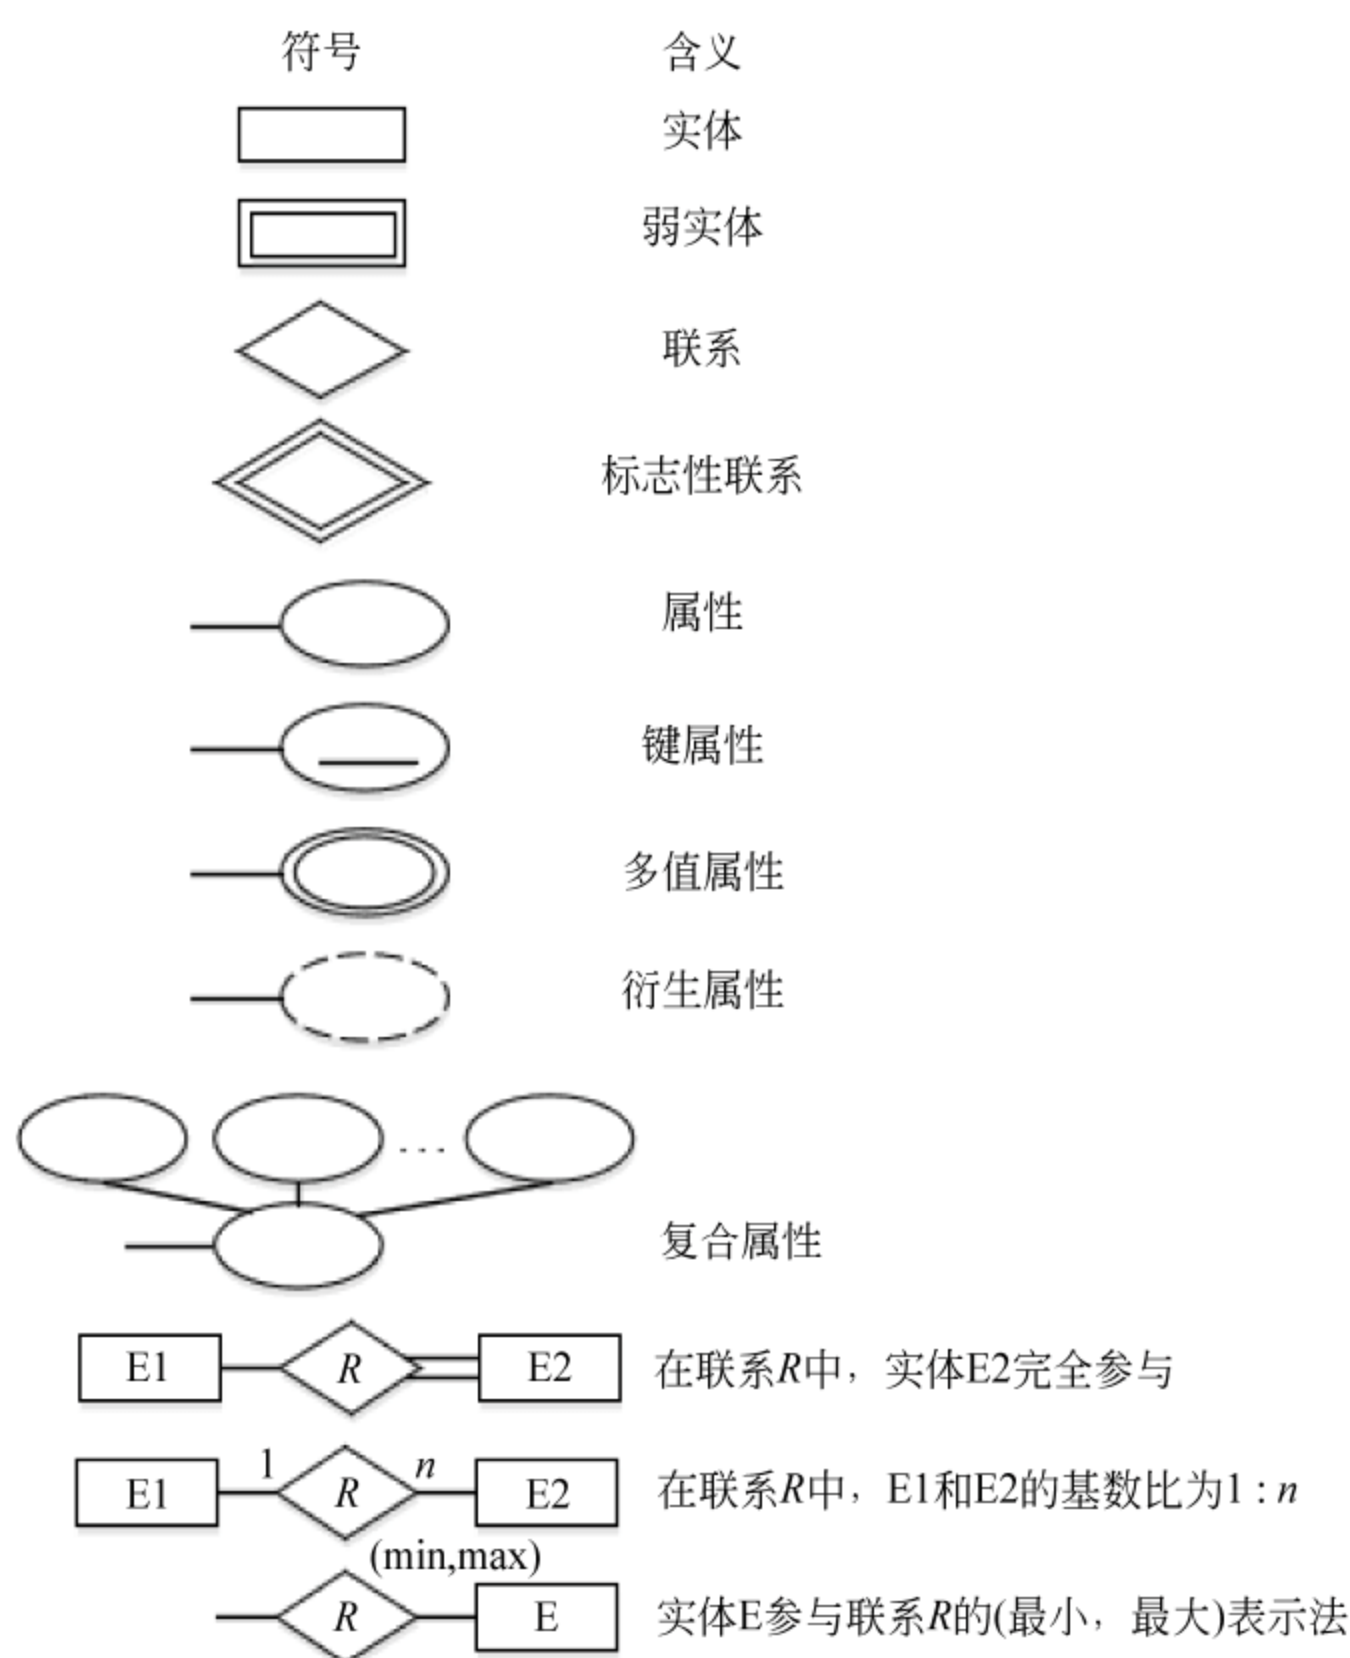 符号 含义
实体
弱实体
联系
标志性联系
属性
键属性
多值属性
衍生属性
...
复合属性
E1 R E2 在联系R中，实体E2完全参与
1 n
E1 R E2 在联系R中，E1和E2的基数比为1 : n
(min,max)
R E 实体E参与联系R的(最小，最大)表示法